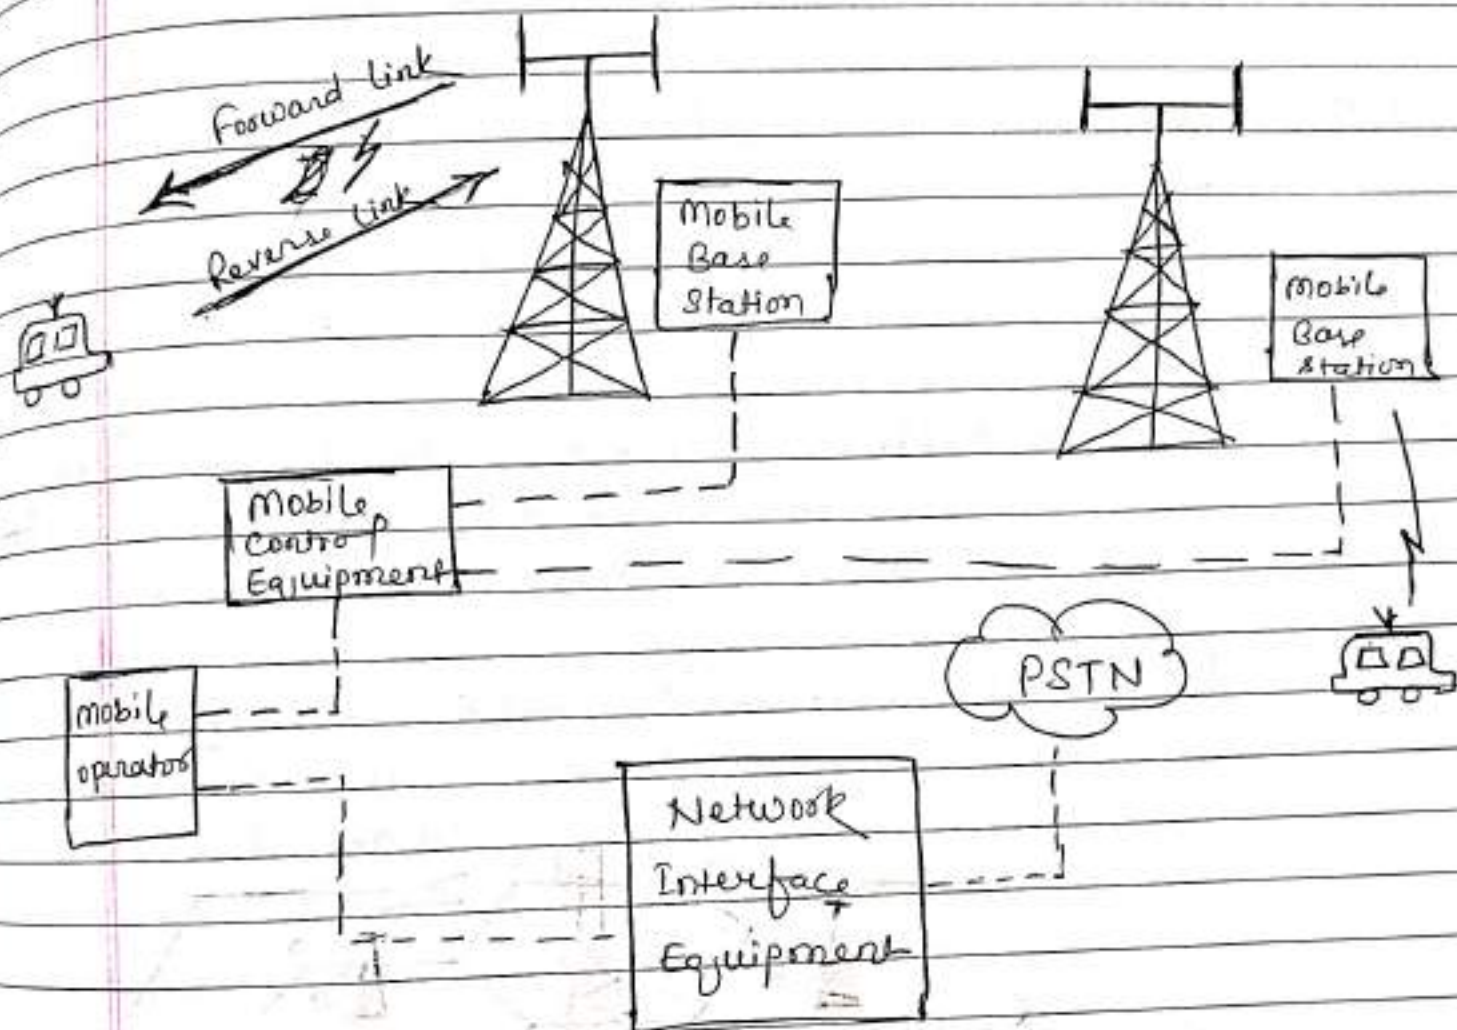 Forward Link
Reverse Link
Mobile
Base
Station
Mobile
Base
Station
Mobile
Control
Equipment
PSTN
Mobile
operator
Network
Interface
Equipment